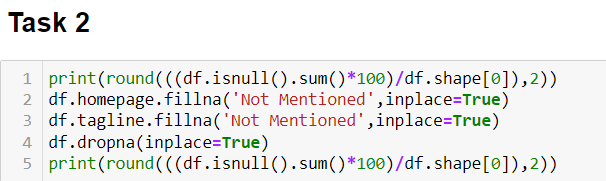 Task 2
1 print(round(((df.isnull().sum()*100)/df.shape[0]),2))
2 df.homepage.fillna('Not Mentioned',inplace=True)
3 df.tagline.fillna('Not Mentioned',inplace=True)
4 df.dropna(inplace=True)
5 print(round(((df.isnull().sum()*100)/df.shape[0]),2))